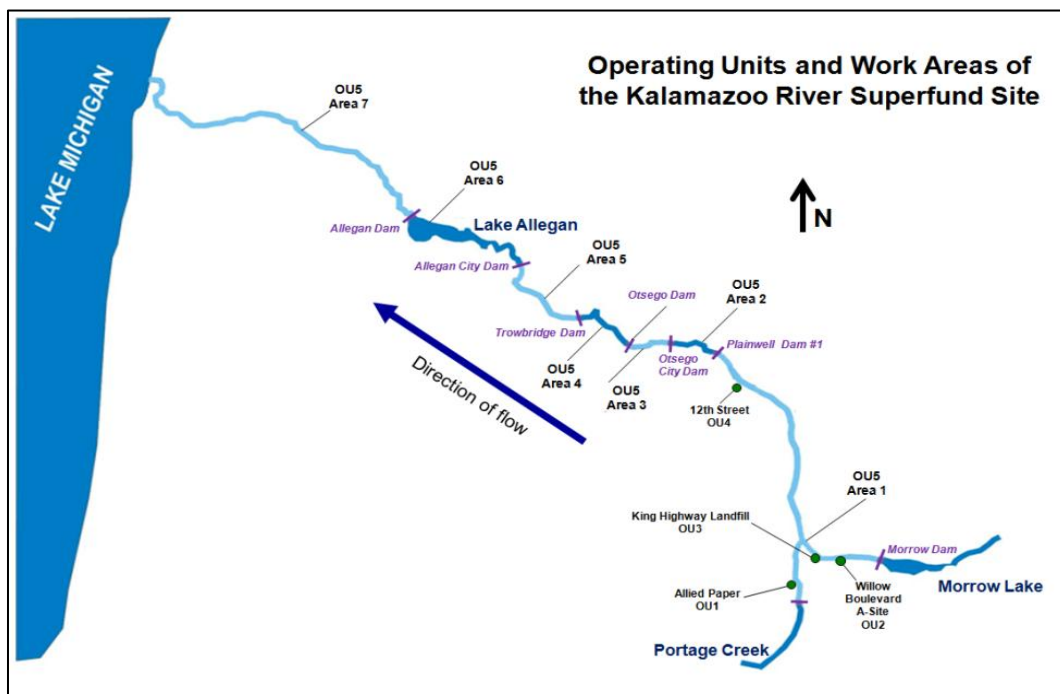 Operating Units and Work Areas of
the Kalamazoo River Superfund Site
LAKE MICHIGAN
OU5
Area 7
N
OU5
Area 6
Lake Allegan
Allegan Dam
Allegan City Dam
OU5
Area 5
Otsego Dam
OU5
Area 2
Trowbridge Dam
Plainwell Dam #1
Otsego
City Dam
OU5
Area 4
OU5
Area 3
Direction of flow
12th Street
OU4
OU5
Area 1
King Highway Landfill
OU3
Morrow Dam
Allied Paper
OU1
Willow
Boulevard
A-Site
OU2
Morrow Lake
Portage Creek